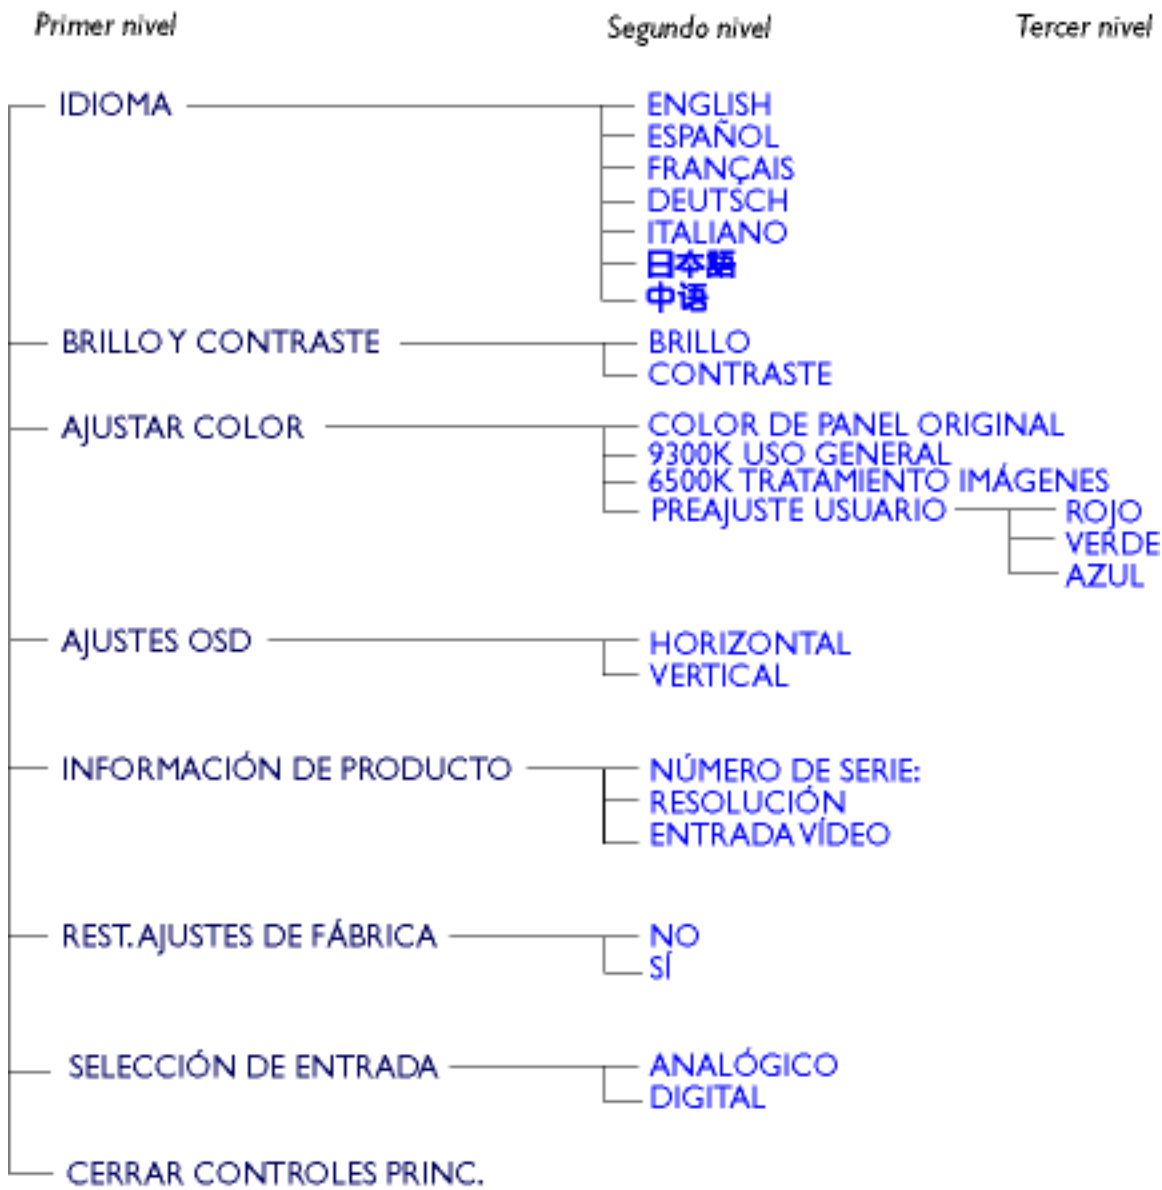 Primer nivel Segundo nivel Tercer nivel
IDIOMA ENGLISH
ESPAÑOL
FRANÇAIS
DEUTSCH
ITALIANO
日本語
中语
BRILLO Y CONTRASTE BRILLO
CONTRASTE
AJUSTAR COLOR COLOR DE PANEL ORIGINAL
9300K USO GENERAL
6500K TRATAMIENTO IMÁGENES
PREAJUSTE USUARIO ROJO
VERDE
AZUL
AJUSTES OSD HORIZONTAL
VERTICAL
INFORMACIÓN DE PRODUCTO NÚMERO DE SERIE:
RESOLUCIÓN
ENTRADA VÍDEO
REST. AJUSTES DE FÁBRICA NO
SÍ
SELECCIÓN DE ENTRADA ANALÓGICO
DIGITAL
CERRAR CONTROLES PRINC.